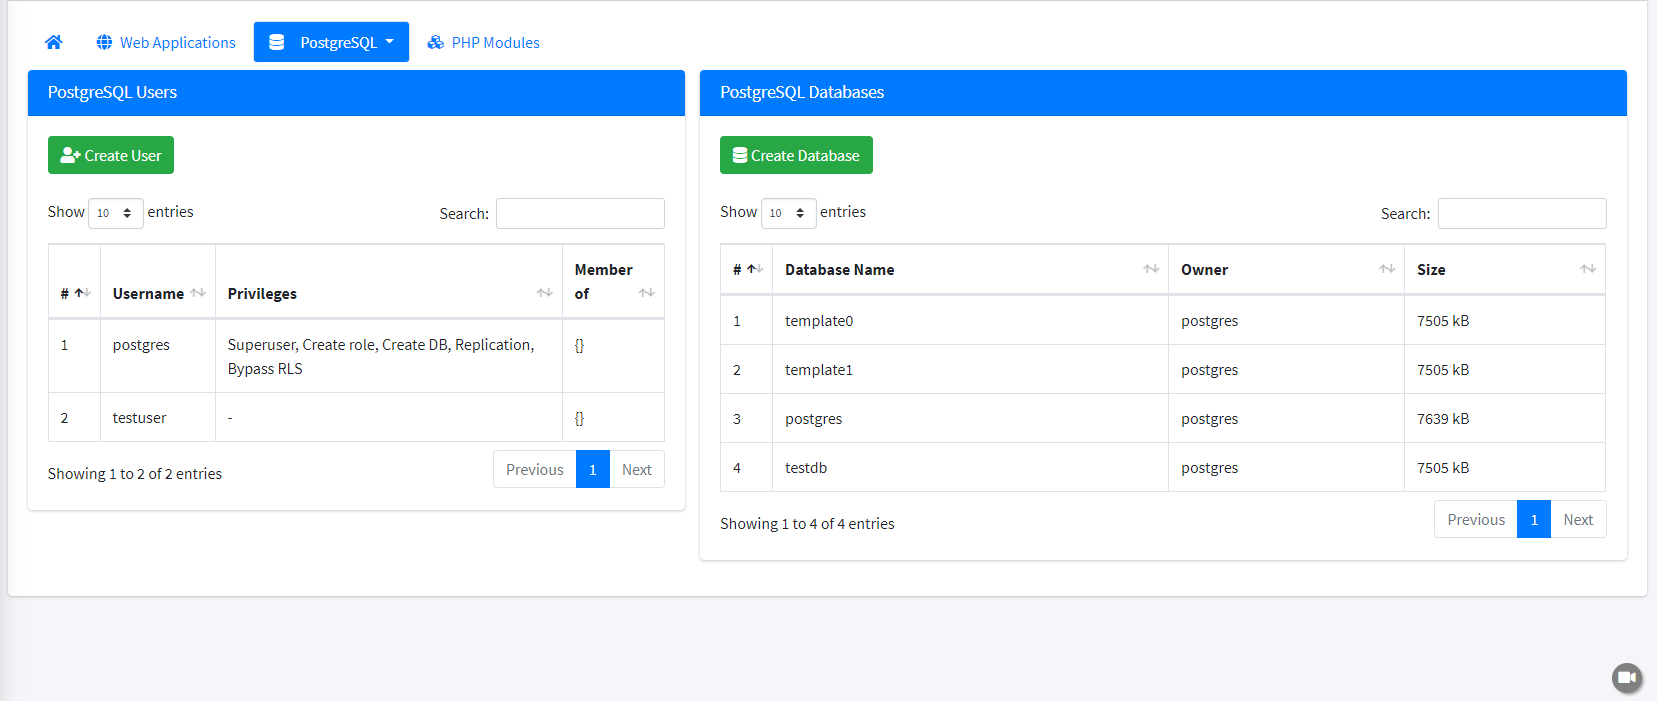 Web Applications
PostgreSQL
PHP Modules
PostgreSQL Users
Create User
Show 10 entries
Search:
# Username Privileges Member of
1 postgres Superuser, Create role, Create DB, Replication, Bypass RLS {}
2 testuser - {}
Showing 1 to 2 of 2 entries
Previous 1 Next
PostgreSQL Databases
Create Database
Show 10 entries
Search:
# Database Name Owner Size
1 template0 postgres 7505 kB
2 template1 postgres 7505 kB
3 postgres postgres 7639 kB
4 testdb postgres 7505 kB
Showing 1 to 4 of 4 entries
Previous 1 Next